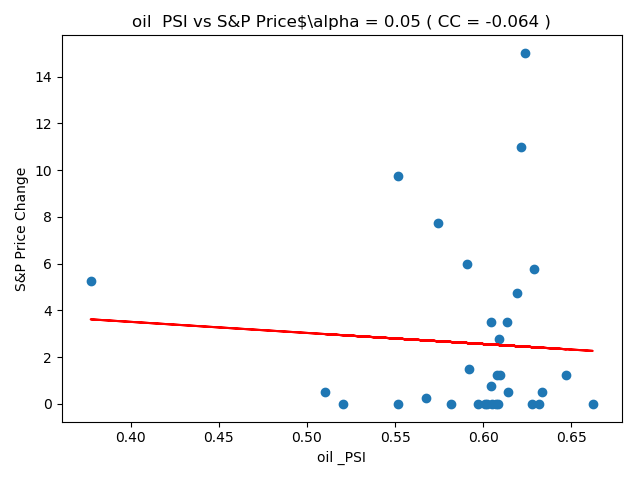 oil  PSI vs S&P Price$\alpha = 0.05 ( CC = -0.064 )
S&P Price Change
14
12
10
8
6
4
2
0
0.40 0.45 0.50 0.55 0.60 0.65
oil _PSI